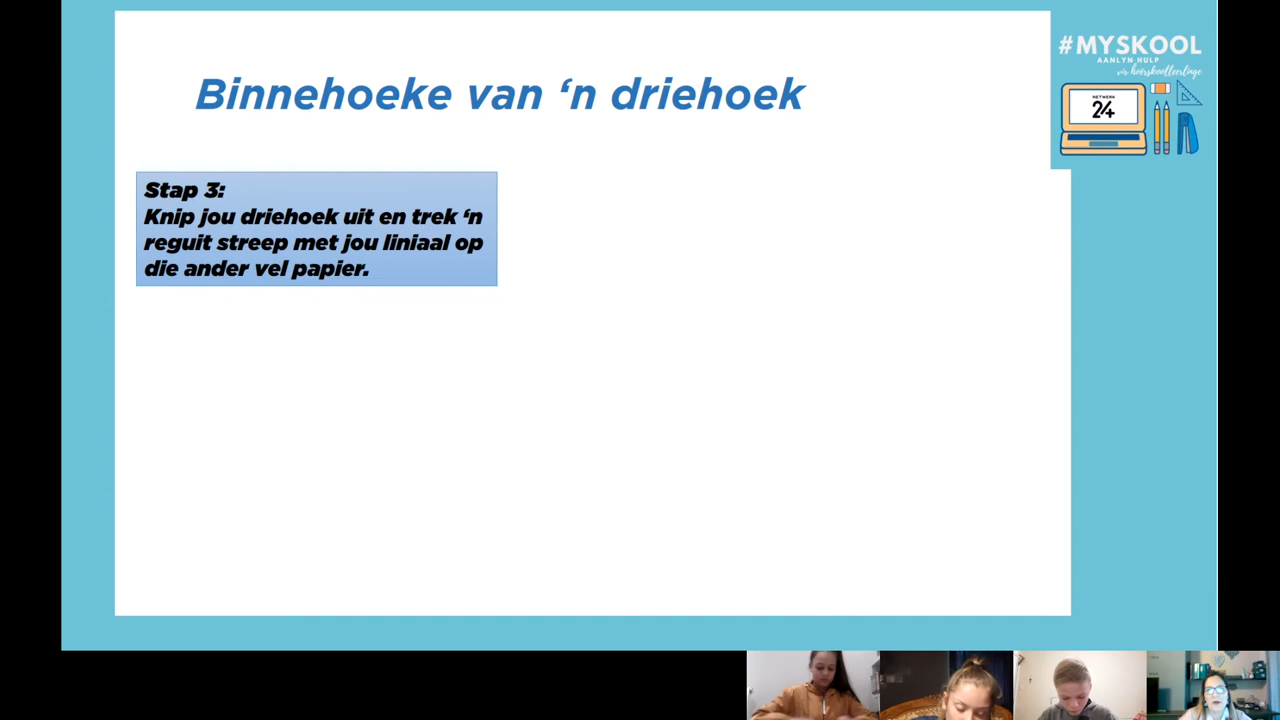 #MYSKOOL
AANLYN HULP
vir hoërskoolleerlinge
NETWERK
24
Binnehoeke van ‘n driehoek
Stap 3:
Knip jou driehoek uit en trek ‘n
reguit streep met jou liniaal op
die ander vel papier.